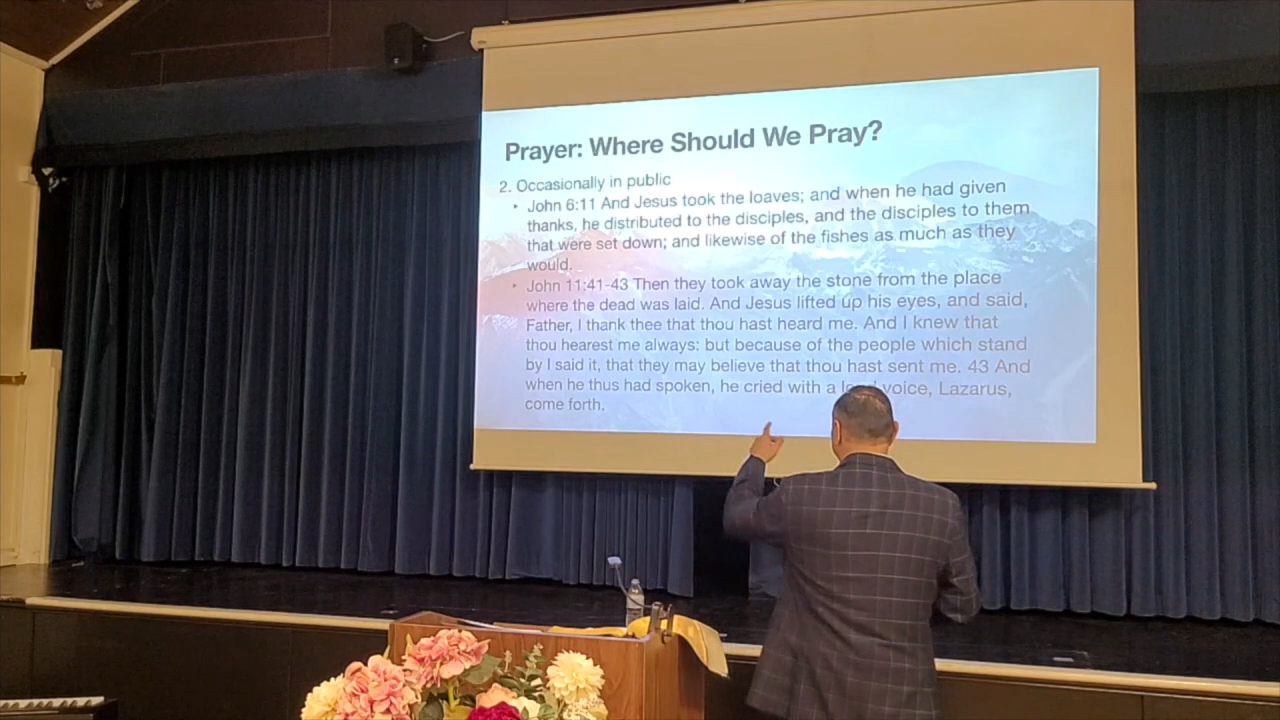 Prayer: Where Should We Pray?
2. Occasionally in public
‣ John 6:11 And Jesus took the loaves; and when he had given
thanks, he distributed to the disciples, and the disciples to them
that were set down; and likewise of the fishes as much as they
would.
‣ John 11:41-43 Then they took away the stone from the place
where the dead was laid. And Jesus lifted up his eyes, and said,
Father, I thank thee that thou hast heard me. And I knew that
thou hearest me always: but because of the people which stand
by I said it, that they may believe that thou hast sent me. 43 And
when he thus had spoken, he cried with a voice, Lazarus,
come forth.